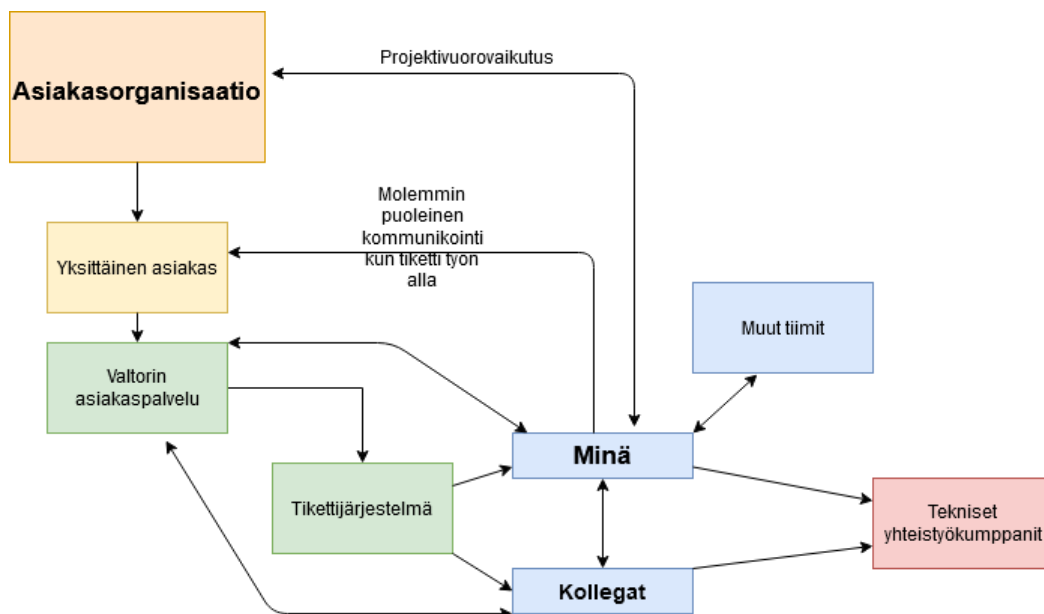 Projektivuorovaikutus
Asiakasorganisaatio
Molemmin
puoleinen
kommunikointi
kun tiketti työn
alla
Yksittäinen asiakas
Muut tiimit
Valtorin
asiakaspalvelu
Minä
Tikettijärjestelmä
Tekniset
yhteistyökumppanit
Kollegat